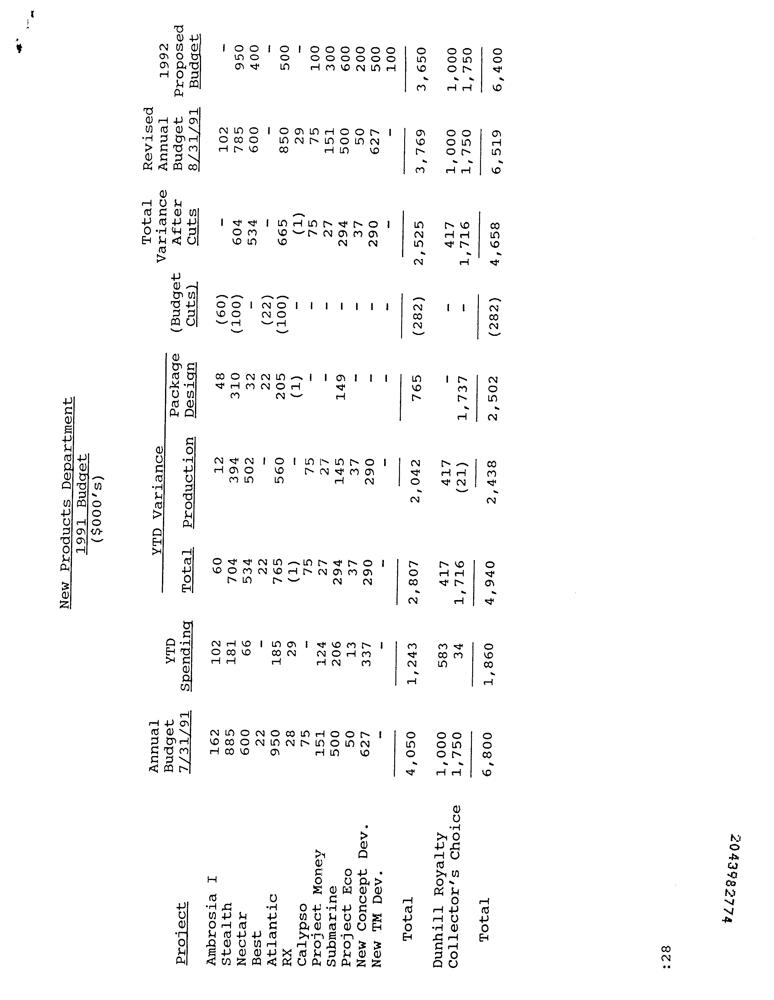 New Products Department
1991 Budget
($000's)
YTD Variance
Annual Total Revised
Budget YTD Package (Budget Variance Annual 1992
Project 7/31/91 Spending Total Production Design Cuts) After Cuts Budget 8/31/91 Proposed Budget
Ambrosia I 162 102 60 12 48 (60) - 102 -
Stealth 885 181 704 394 310 (100) 604 785 950
Nectar 600 66 534 502 32 - 534 600 400
Best 22 - 22 - 22 (22) - - -
Atlantic 950 185 765 560 205 (100) 665 850 500
RX 28 29 (1) - (1) - (1) 29 -
Calypso 75 - 75 75 - - 75 75 100
Project Money 151 124 27 27 - - 27 151 300
Submarine 500 206 294 145 149 - 294 500 600
Project Eco 50 13 37 37 - - 37 50 200
New Concept Dev. 627 337 290 290 - - 290 627 500
New TM Dev. - - - - - - - - 100
Total 4,050 1,243 2,807 2,042 765 (282) 2,525 3,769 3,650
Dunhill Royalty 1,000 583 417 417 - - 417 1,000 1,000
Collector's Choice 1,750 34 1,716 (21) 1,737 - 1,716 1,750 1,750
Total 6,800 1,860 4,940 2,438 2,502 (282) 4,658 6,519 6,400
:28
2043982774